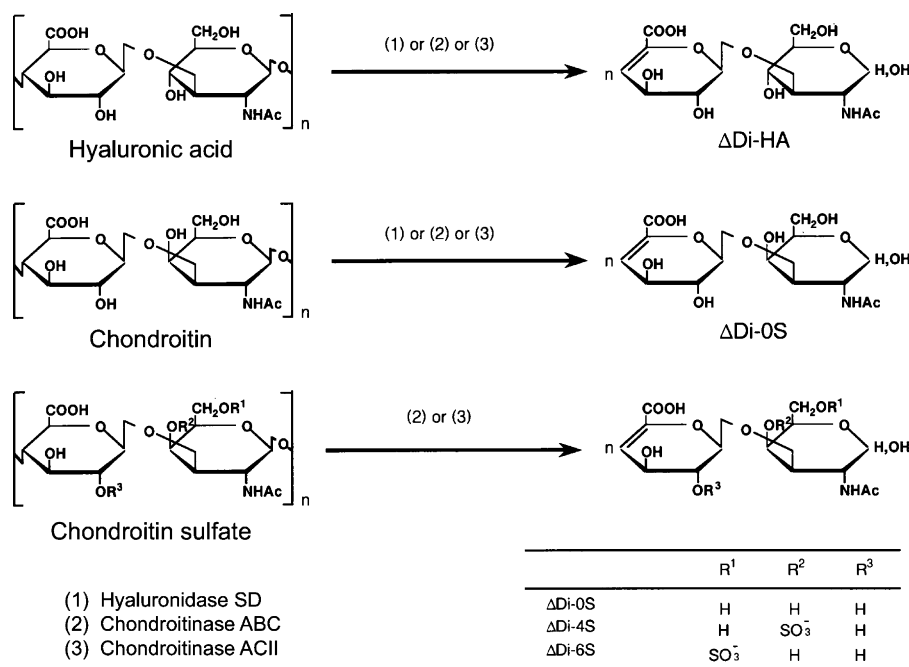 COOH
O
O
CH₂OH
O
O
OH
OH
OH
NHAc
n
Hyaluronic acid
(1) or (2) or (3)
n
COOH
O
O
CH₂OH
O
H,OH
OH
OH
OH
NHAc
ΔDi-HA
COOH
O
O
OH
CH₂OH
O
O
OH
OH
NHAc
n
Chondroitin
(1) or (2) or (3)
n
COOH
O
O
OH
CH₂OH
O
H,OH
OH
OH
NHAc
ΔDi-0S
COOH
O
O
OR²
CH₂OR¹
O
O
OH
OR³
NHAc
n
Chondroitin sulfate
(2) or (3)
n
COOH
O
O
OR²
CH₂OR¹
O
H,OH
OH
OR³
NHAc
(1) Hyaluronidase SD
(2) Chondroitinase ABC
(3) Chondroitinase ACII
R¹ R² R³
ΔDi-0S H H H
ΔDi-4S H SO₃⁻ H
ΔDi-6S SO₃⁻ H H